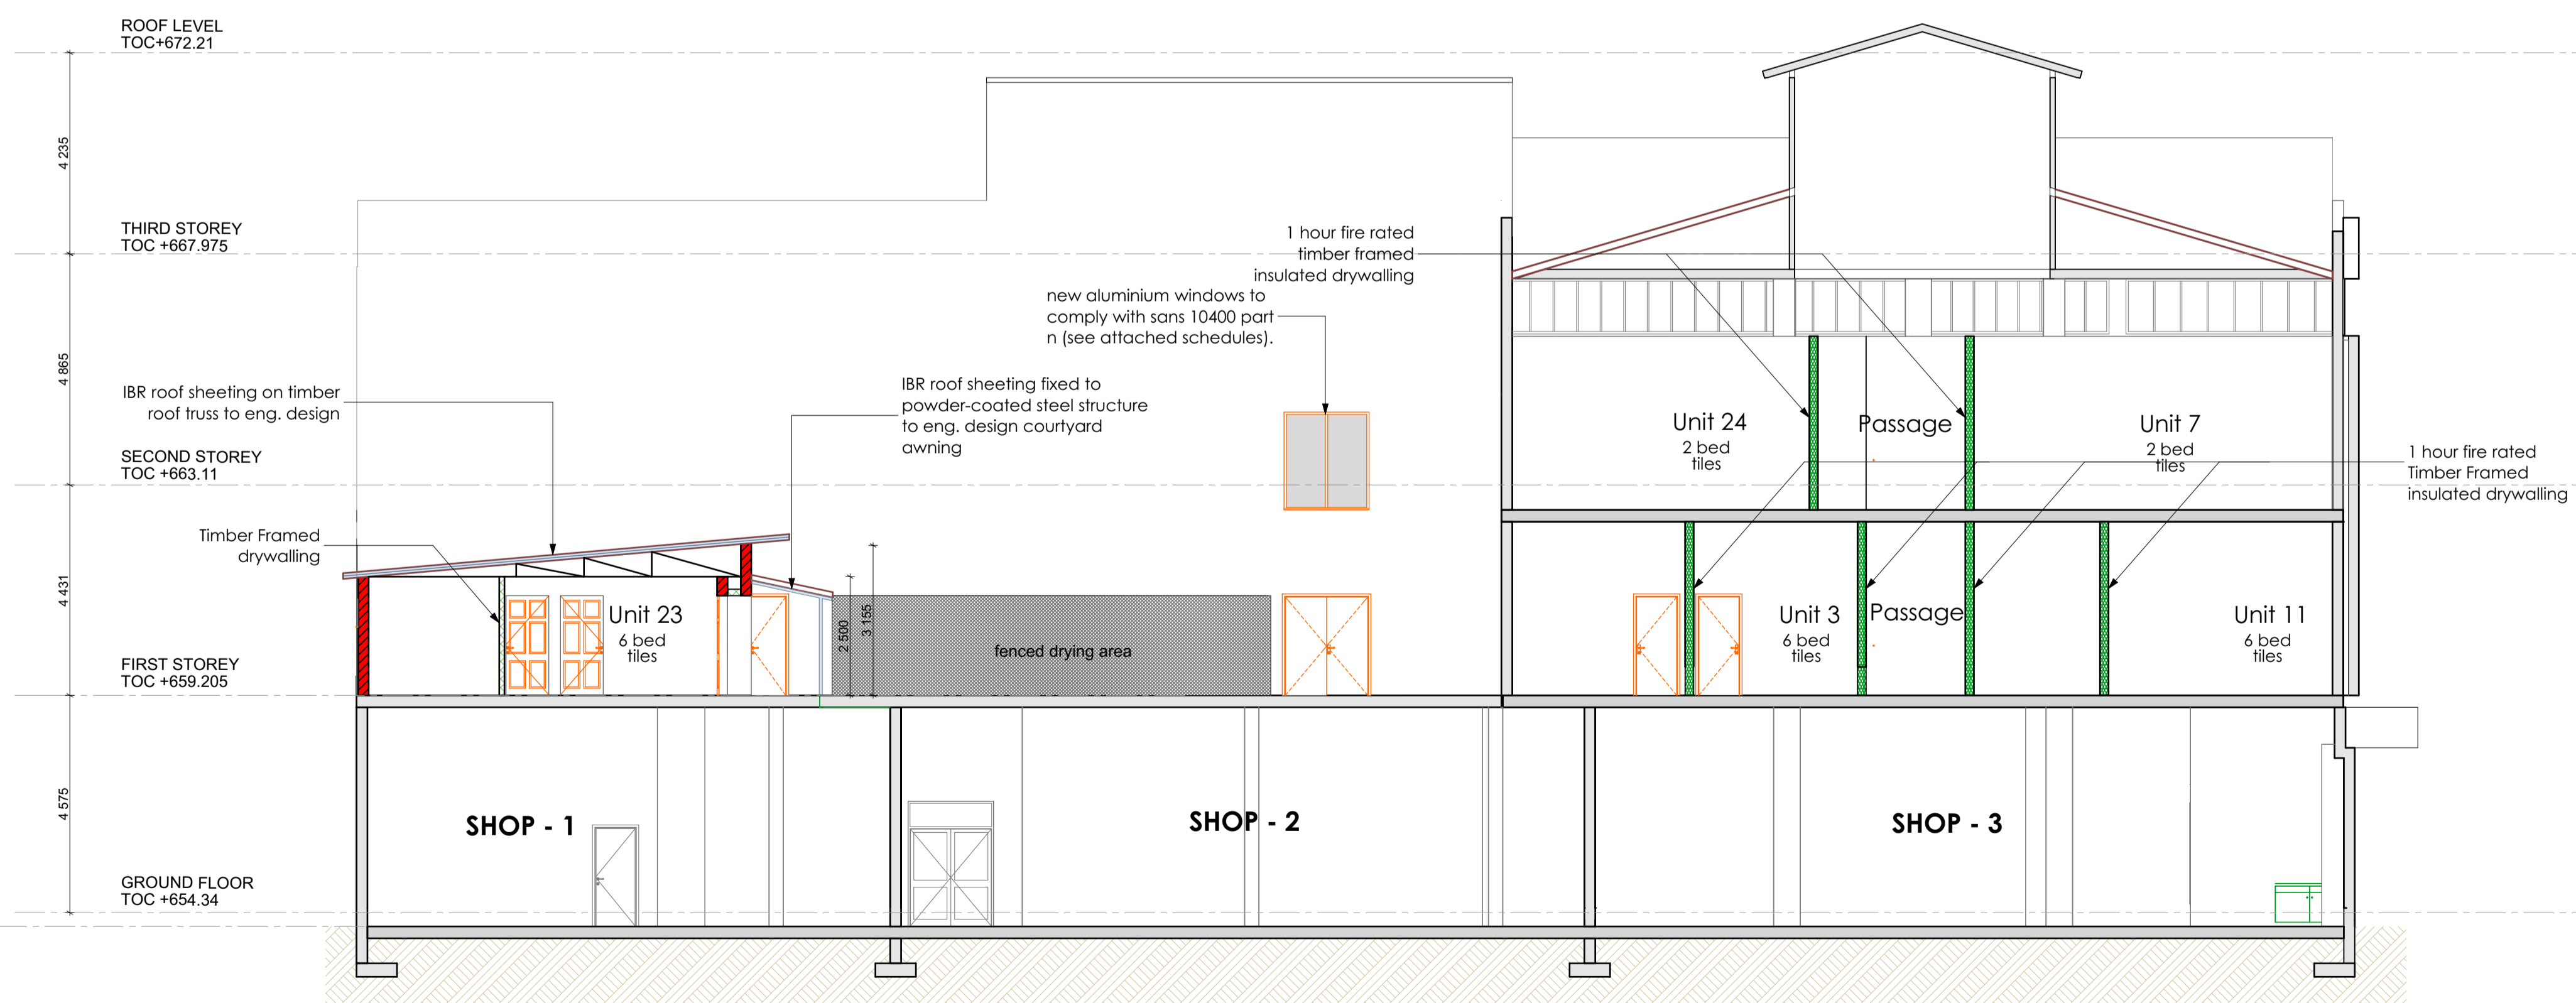 ROOF LEVEL
TOC+672.21
4 235
THIRD STOREY
TOC +667.975
1 hour fire rated
timber framed
insulated drywalling
new aluminium windows to
comply with sans 10400 part
n (see attached schedules).
4 865
IBR roof sheeting on timber
roof truss to eng. design
IBR roof sheeting fixed to
powder-coated steel structure
to eng. design courtyard
awning
Unit 24
2 bed
tiles
Passage
Unit 7
2 bed
tiles
1 hour fire rated
Timber Framed
insulated drywalling
SECOND STOREY
TOC +663.11
Timber Framed
drywalling
4 431
Unit 23
6 bed
tiles
2 500
3 155
fenced drying area
Unit 3
6 bed
tiles
Passage
Unit 11
6 bed
tiles
FIRST STOREY
TOC +659.205
4 575
SHOP - 1
SHOP - 2
SHOP - 3
GROUND FLOOR
TOC +654.34